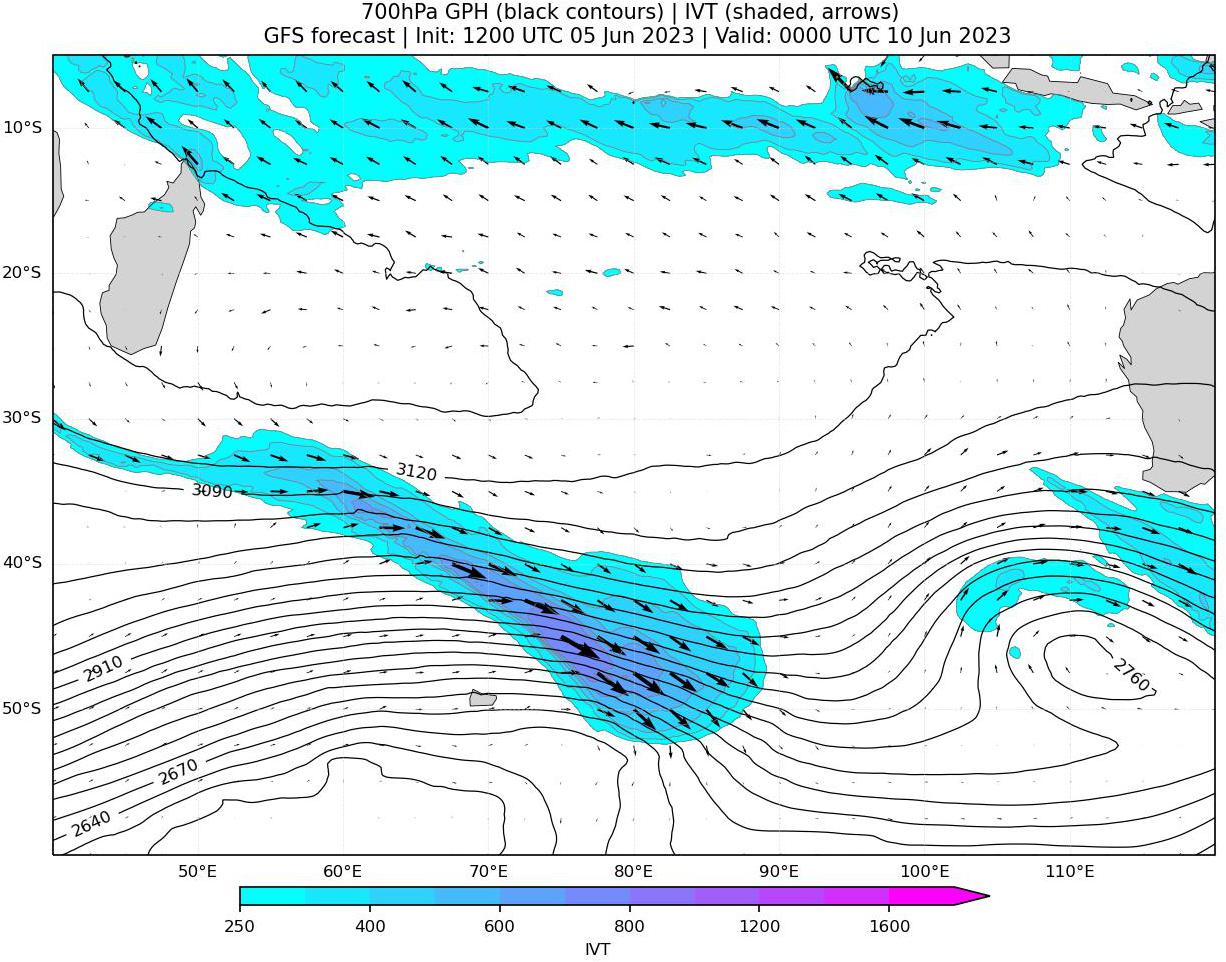 700hPa GPH (black contours) | IVT (shaded, arrows)
GFS forecast | Init: 1200 UTC 05 Jun 2023 | Valid: 0000 UTC 10 Jun 2023
10°S
20°S
30°S
3120
3090
40°S
2910
2760
50°S
2670
2640
50°E 60°E 70°E 80°E 90°E 100°E 110°E
250 400 600 800 1200 1600
IVT